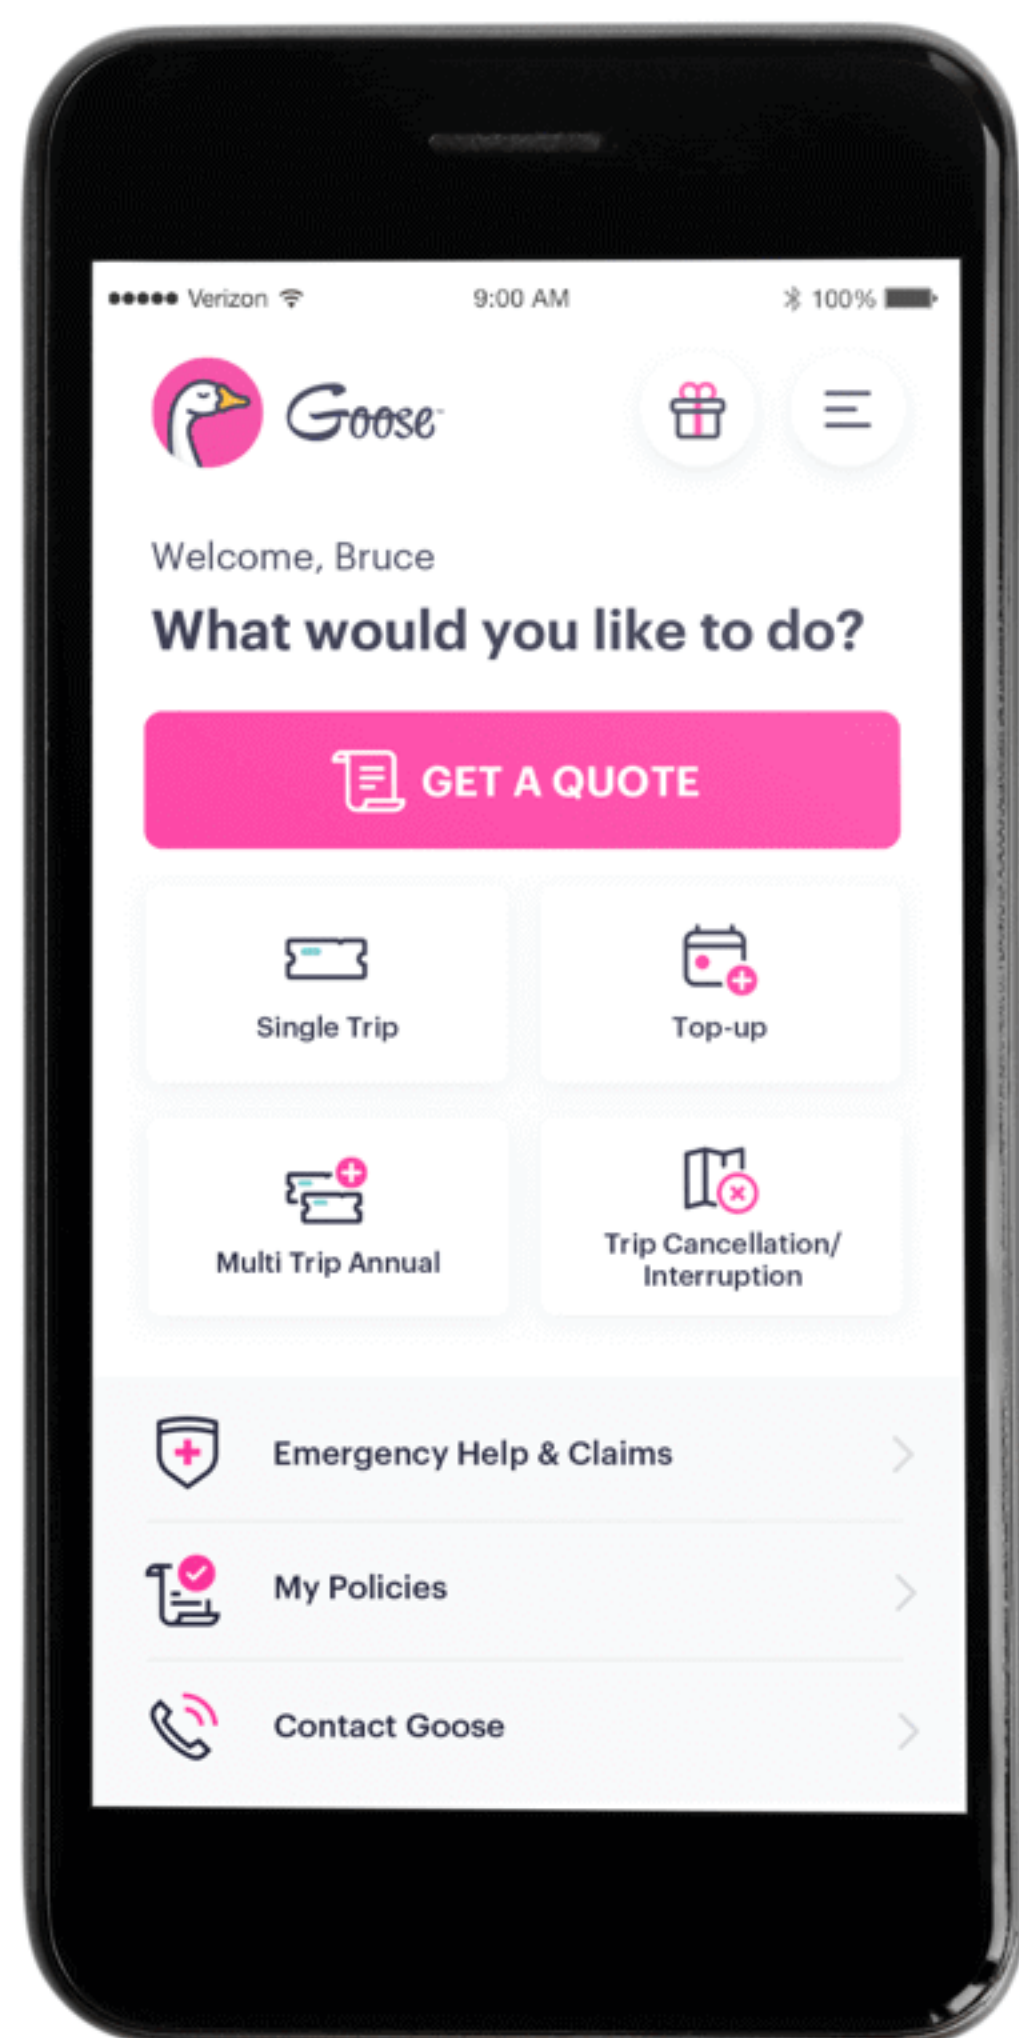 Verizon 9:00 AM 100%
Goose™
Welcome, Bruce
What would you like to do?
GET A QUOTE
Single Trip
Top-up
Multi Trip Annual
Trip Cancellation/
Interruption
Emergency Help & Claims
My Policies
Contact Goose